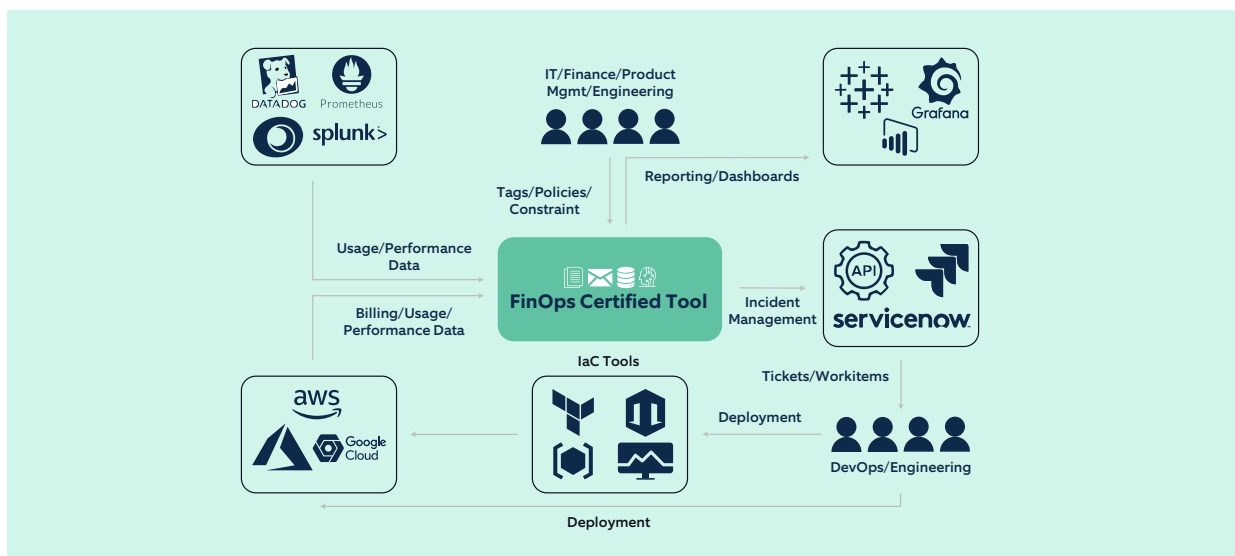 DATADOG
Prometheus
splunk>
IT/Finance/Product
Mgmt/Engineering
Grafana
Reporting/Dashboards
Tags/Policies/
Constraint
Usage/Performance
Data
FinOps Certified Tool
Billing/Usage/
Performance Data
Incident
Management
API
servicenow
IaC Tools
Tickets/Workitems
aws
Google
Cloud
Deployment
DevOps/Engineering
Deployment